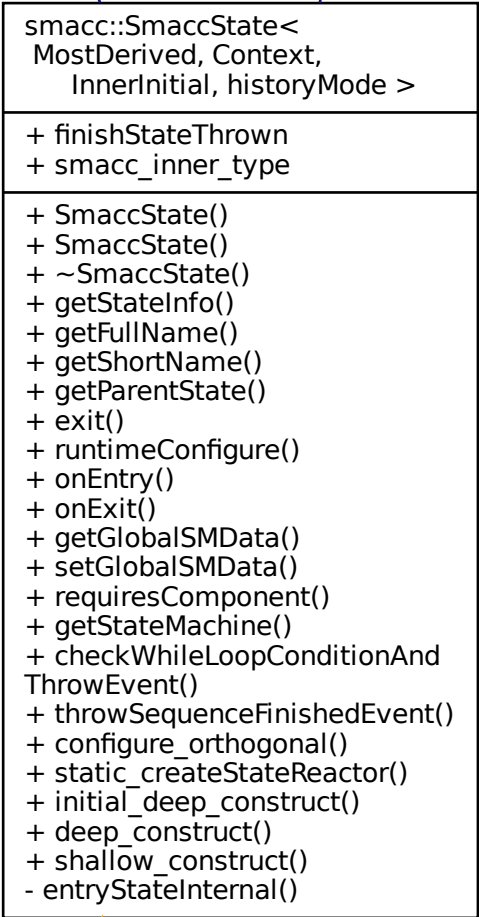 smacc::SmaccState<
MostDerived, Context,
InnerInitial, historyMode >
+ finishStateThrown
+ smacc_inner_type
+ SmaccState()
+ SmaccState()
+ ~SmaccState()
+ getStateInfo()
+ getFullName()
+ getShortName()
+ getParentState()
+ exit()
+ runtimeConfigure()
+ onEntry()
+ onExit()
+ getGlobalSMData()
+ setGlobalSMData()
+ requiresComponent()
+ getStateMachine()
+ checkWhileLoopConditionAnd
ThrowEvent()
+ throwSequenceFinishedEvent()
+ configure_orthogonal()
+ static_createStateReactor()
+ initial_deep_construct()
+ deep_construct()
+ shallow_construct()
- entryStateInternal()